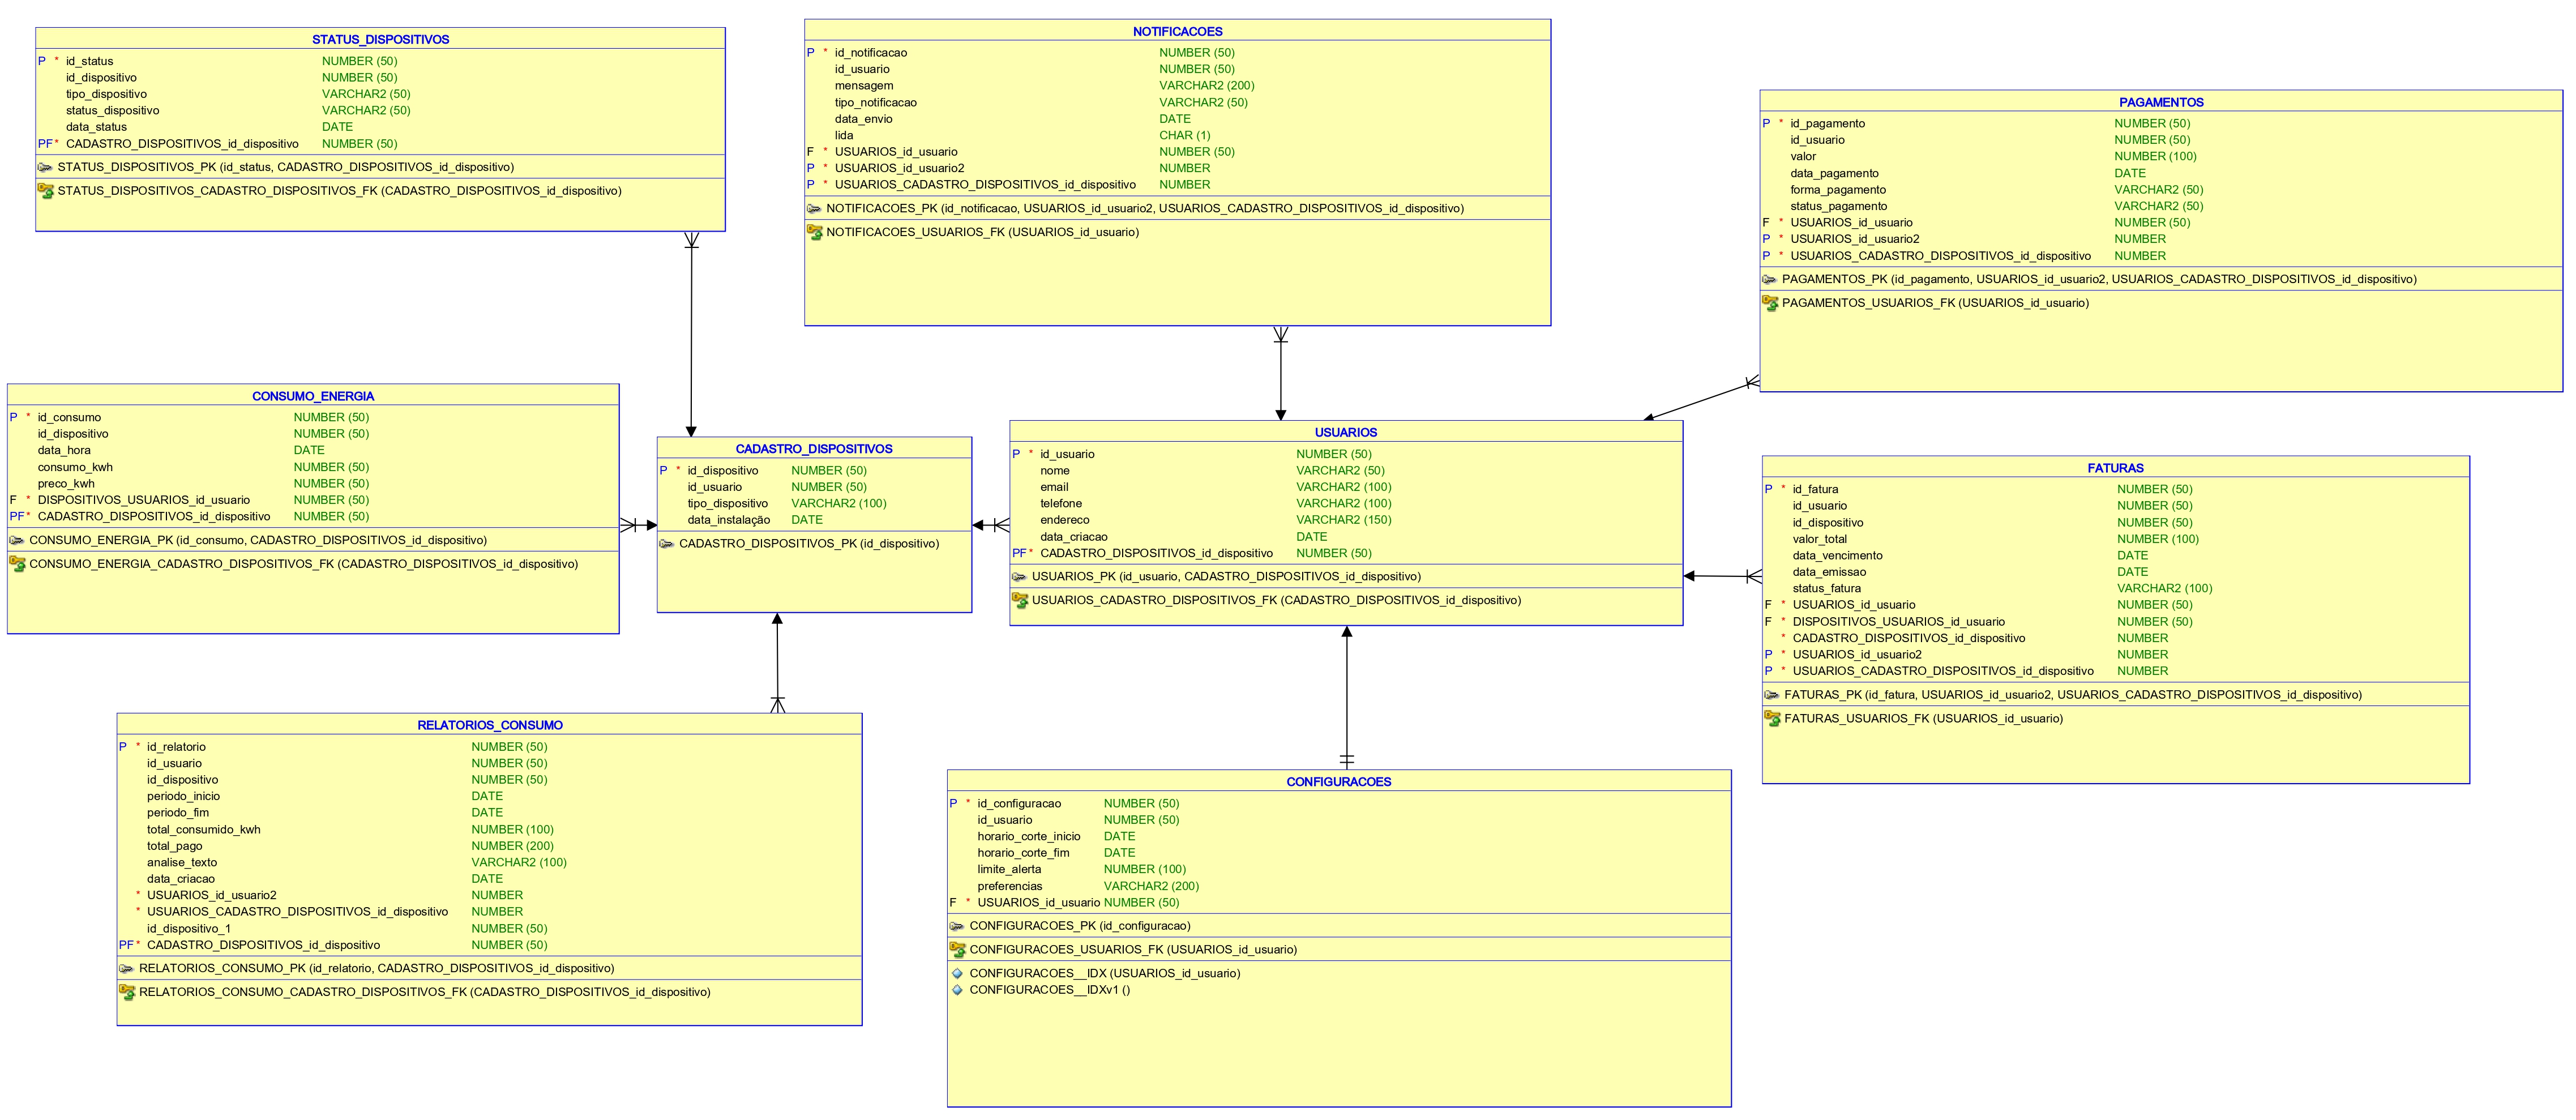 STATUS_DISPOSITIVOS
P * id_status NUMBER (50)
id_dispositivo NUMBER (50)
tipo_dispositivo VARCHAR2 (50)
status_dispositivo VARCHAR2 (50)
data_status DATE
PF* CADASTRO_DISPOSITIVOS_id_dispositivo NUMBER (50)
STATUS_DISPOSITIVOS_PK (id_status, CADASTRO_DISPOSITIVOS_id_dispositivo)
STATUS_DISPOSITIVOS_CADASTRO_DISPOSITIVOS_FK (CADASTRO_DISPOSITIVOS_id_dispositivo)
NOTIFICACOES
P * id_notificacao NUMBER (50)
id_usuario NUMBER (50)
mensagem VARCHAR2 (200)
tipo_notificacao VARCHAR2 (50)
data_envio DATE
lida CHAR (1)
F * USUARIOS_id_usuario NUMBER (50)
P * USUARIOS_id_usuario2 NUMBER
P * USUARIOS_CADASTRO_DISPOSITIVOS_id_dispositivo NUMBER
NOTIFICACOES_PK (id_notificacao, USUARIOS_id_usuario2, USUARIOS_CADASTRO_DISPOSITIVOS_id_dispositivo)
NOTIFICACOES_USUARIOS_FK (USUARIOS_id_usuario)
PAGAMENTOS
P * id_pagamento NUMBER (50)
id_usuario NUMBER (50)
valor NUMBER (100)
data_pagamento DATE
forma_pagamento VARCHAR2 (50)
status_pagamento VARCHAR2 (50)
F * USUARIOS_id_usuario NUMBER (50)
P * USUARIOS_id_usuario2 NUMBER
P * USUARIOS_CADASTRO_DISPOSITIVOS_id_dispositivo NUMBER
PAGAMENTOS_PK (id_pagamento, USUARIOS_id_usuario2, USUARIOS_CADASTRO_DISPOSITIVOS_id_dispositivo)
PAGAMENTOS_USUARIOS_FK (USUARIOS_id_usuario)
CONSUMO_ENERGIA
P * id_consumo NUMBER (50)
id_dispositivo NUMBER (50)
data_hora DATE
consumo_kwh NUMBER (50)
preco_kwh NUMBER (50)
F * DISPOSITIVOS_USUARIOS_id_usuario NUMBER (50)
PF* CADASTRO_DISPOSITIVOS_id_dispositivo NUMBER (50)
CONSUMO_ENERGIA_PK (id_consumo, CADASTRO_DISPOSITIVOS_id_dispositivo)
CONSUMO_ENERGIA_CADASTRO_DISPOSITIVOS_FK (CADASTRO_DISPOSITIVOS_id_dispositivo)
CADASTRO_DISPOSITIVOS
P * id_dispositivo NUMBER (50)
id_usuario NUMBER (50)
tipo_dispositivo VARCHAR2 (100)
data_instalação DATE
CADASTRO_DISPOSITIVOS_PK (id_dispositivo)
USUARIOS
P * id_usuario NUMBER (50)
nome VARCHAR2 (50)
email VARCHAR2 (100)
telefone VARCHAR2 (100)
endereco VARCHAR2 (150)
data_criacao DATE
PF* CADASTRO_DISPOSITIVOS_id_dispositivo NUMBER (50)
USUARIOS_PK (id_usuario, CADASTRO_DISPOSITIVOS_id_dispositivo)
USUARIOS_CADASTRO_DISPOSITIVOS_FK (CADASTRO_DISPOSITIVOS_id_dispositivo)
FATURAS
P * id_fatura NUMBER (50)
id_usuario NUMBER (50)
id_dispositivo NUMBER (50)
valor_total NUMBER (100)
data_vencimento DATE
data_emissao DATE
status_fatura VARCHAR2 (100)
F * USUARIOS_id_usuario NUMBER (50)
F * DISPOSITIVOS_USUARIOS_id_usuario NUMBER (50)
* CADASTRO_DISPOSITIVOS_id_dispositivo NUMBER
P * USUARIOS_id_usuario2 NUMBER
P * USUARIOS_CADASTRO_DISPOSITIVOS_id_dispositivo NUMBER
FATURAS_PK (id_fatura, USUARIOS_id_usuario2, USUARIOS_CADASTRO_DISPOSITIVOS_id_dispositivo)
FATURAS_USUARIOS_FK (USUARIOS_id_usuario)
RELATORIOS_CONSUMO
P * id_relatorio NUMBER (50)
id_usuario NUMBER (50)
id_dispositivo NUMBER (50)
periodo_inicio DATE
periodo_fim DATE
total_consumido_kwh NUMBER (100)
total_pago NUMBER (200)
analise_texto VARCHAR2 (100)
data_criacao DATE
* USUARIOS_id_usuario2 NUMBER
* USUARIOS_CADASTRO_DISPOSITIVOS_id_dispositivo NUMBER
id_dispositivo_1 NUMBER (50)
PF* CADASTRO_DISPOSITIVOS_id_dispositivo NUMBER (50)
RELATORIOS_CONSUMO_PK (id_relatorio, CADASTRO_DISPOSITIVOS_id_dispositivo)
RELATORIOS_CONSUMO_CADASTRO_DISPOSITIVOS_FK (CADASTRO_DISPOSITIVOS_id_dispositivo)
CONFIGURACOES
P * id_configuracao NUMBER (50)
id_usuario NUMBER (50)
horario_corte_inicio DATE
horario_corte_fim DATE
limite_alerta NUMBER (100)
preferencias VARCHAR2 (200)
F * USUARIOS_id_usuario NUMBER (50)
CONFIGURACOES_PK (id_configuracao)
CONFIGURACOES_USUARIOS_FK (USUARIOS_id_usuario)
CONFIGURACOES__IDX (USUARIOS_id_usuario)
CONFIGURACOES__IDXv1 ()